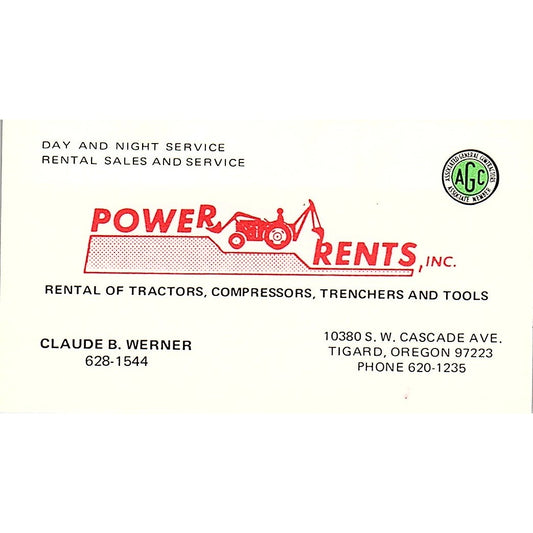 DAY AND NIGHT SERVICE
RENTAL SALES AND SERVICE
ASSOCIATED GENERAL CONTRACTORS
AGC
ASSOCIATE MEMBER
POWER
RENTS, INC.
RENTAL OF TRACTORS, COMPRESSORS, TRENCHERS AND TOOLS
CLAUDE B. WERNER
628-1544
10380 S. W. CASCADE AVE.
TIGARD, OREGON 97223
PHONE 620-1235